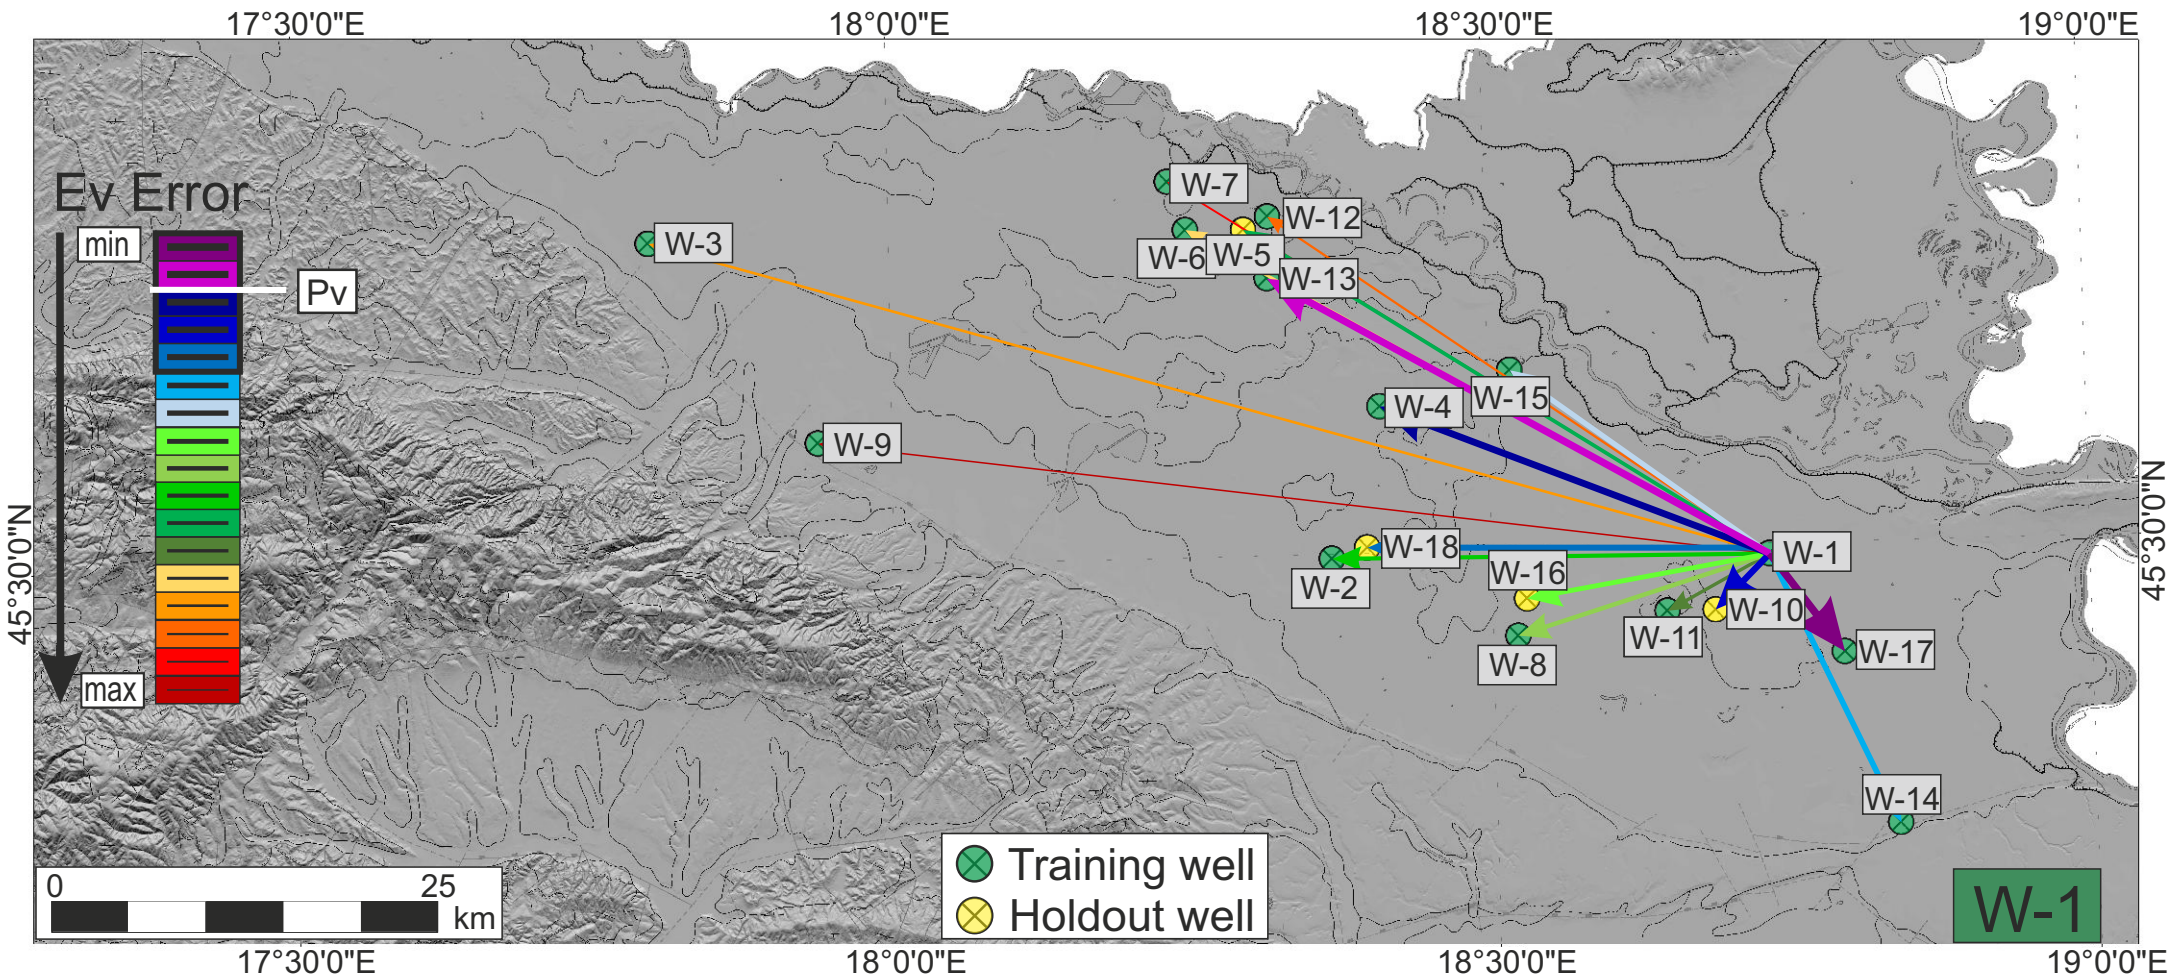 17°30'0"E 18°0'0"E 18°30'0"E 19°0'0"E
Ev Error
min
Pv
max
W-7
W-12
W-3
W-6
W-5
W-13
W-15
W-4
W-9
45°30'0"N
45°30'0"N
W-18
W-1
W-2
W-16
W-10
W-11
W-17
W-8
W-14
0 25
km
Training well
Holdout well
W-1
17°30'0"E 18°0'0"E 18°30'0"E 19°0'0"E